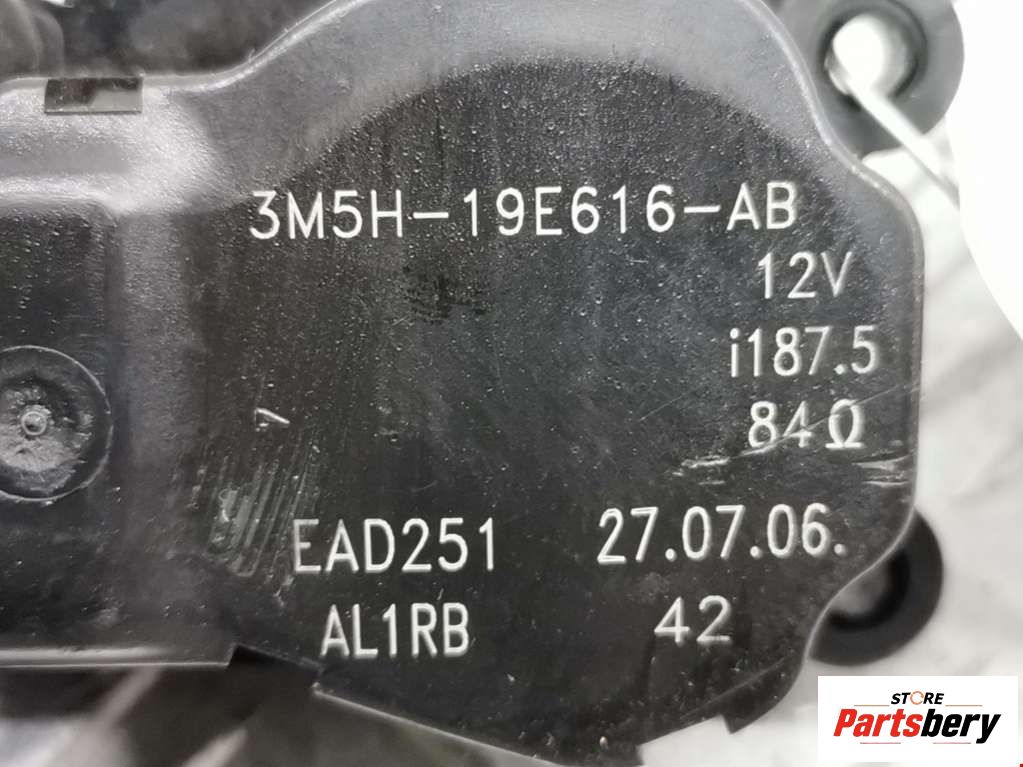 3M5H-19E616-AB
12V
i187.5
84Ω
EAD251 27.07.06.
AL1RB 42
STORE
Partsbery